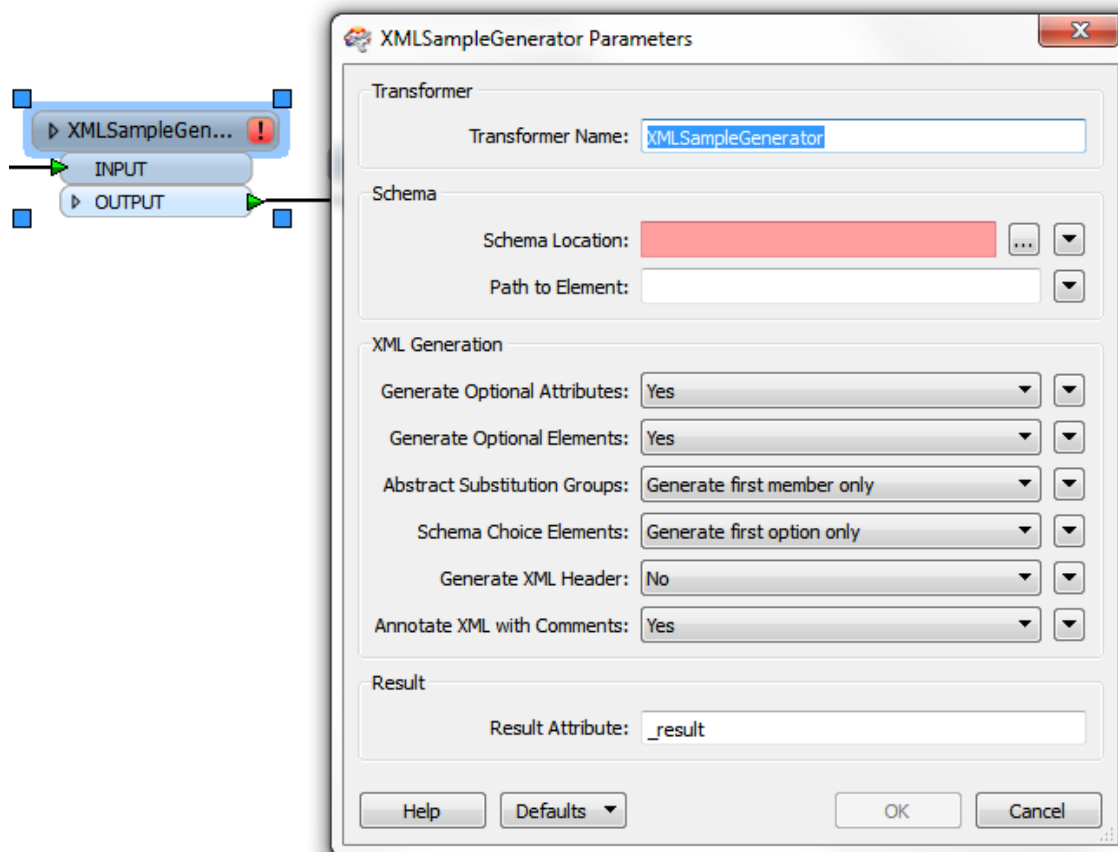 XMLSampleGenerator Parameters
XMLSampleGen...
INPUT
OUTPUT
Transformer
Transformer Name: XMLSampleGenerator
Schema
Schema Location: ...
Path to Element:
XML Generation
Generate Optional Attributes: Yes
Generate Optional Elements: Yes
Abstract Substitution Groups: Generate first member only
Schema Choice Elements: Generate first option only
Generate XML Header: No
Annotate XML with Comments: Yes
Result
Result Attribute: _result
Help Defaults OK Cancel